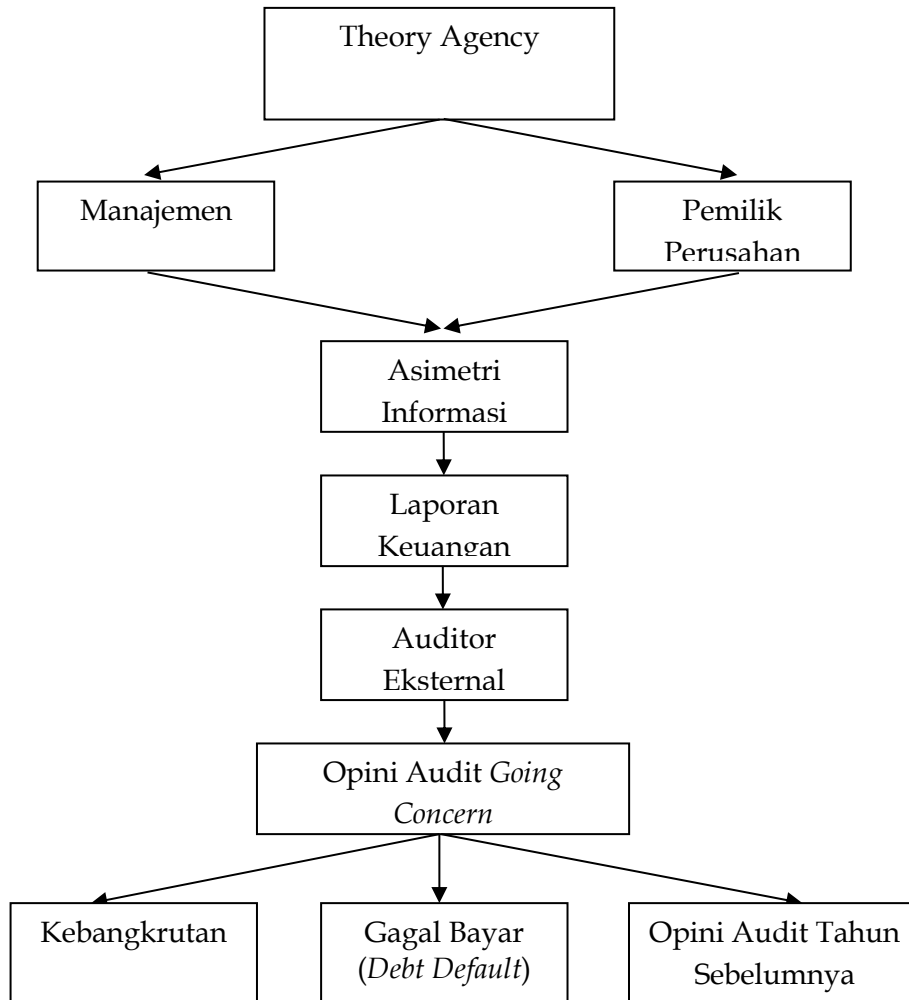 Theory Agency
Manajemen
Pemilik
Perusahan
Asimetri
Informasi
Laporan
Keuangan
Auditor
Eksternal
Opini Audit Going
Concern
Kebangkrutan
Gagal Bayar
(Debt Default)
Opini Audit Tahun
Sebelumnya